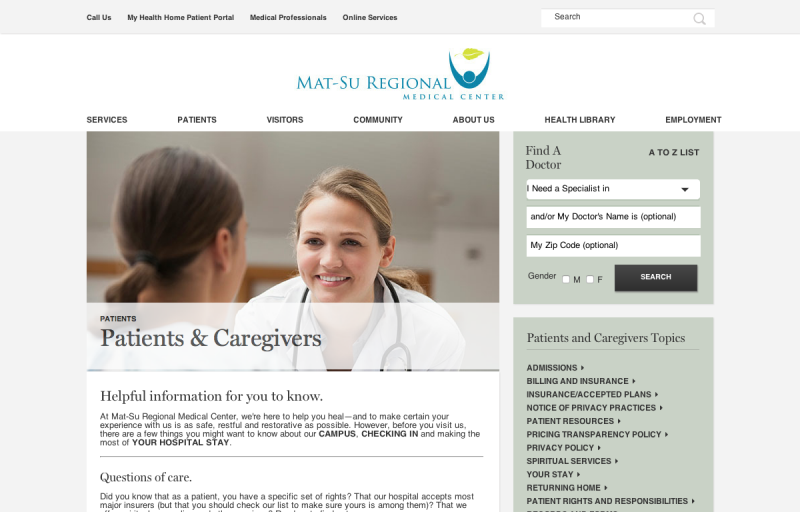 Call Us My Health Home Patient Portal Medical Professionals Online Services Search
MAT-SU REGIONAL
MEDICAL CENTER
SERVICES PATIENTS VISITORS COMMUNITY ABOUT US HEALTH LIBRARY EMPLOYMENT
PATIENTS
Patients & Caregivers
Helpful information for you to know.
At Mat-Su Regional Medical Center, we're here to help you heal—and to make certain your
experience with us is as safe, restful and restorative as possible. However, before you visit us,
there are a few things you might want to know about our CAMPUS, CHECKING IN and making the
most of YOUR HOSPITAL STAY.
Questions of care.
Did you know that as a patient, you have a specific set of rights? That our hospital accepts most
major insurers (but that you should check our list to make sure yours is among them)? That we
Find A
Doctor
A TO Z LIST
I Need a Specialist in
and/or My Doctor's Name is (optional)
My Zip Code (optional)
Gender M F SEARCH
Patients and Caregivers Topics
ADMISSIONS
BILLING AND INSURANCE
INSURANCE/ACCEPTED PLANS
NOTICE OF PRIVACY PRACTICES
PATIENT RESOURCES
PRICING TRANSPARENCY POLICY
PRIVACY POLICY
SPIRITUAL SERVICES
YOUR STAY
RETURNING HOME
PATIENT RIGHTS AND RESPONSIBILITIES